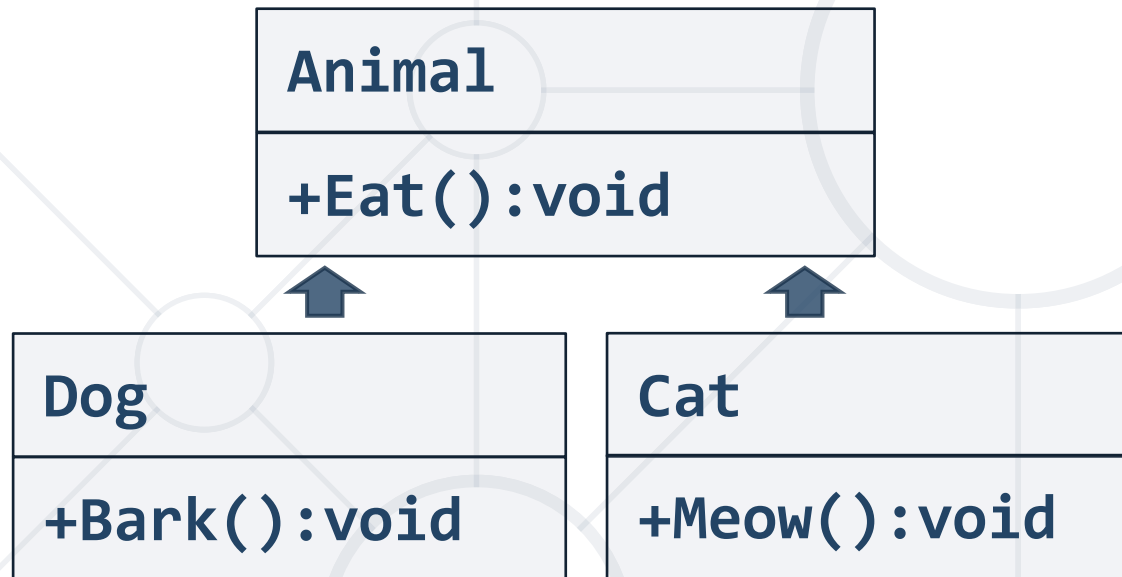 Animal
+Eat():void
Dog
+Bark():void
Cat
+Meow():void